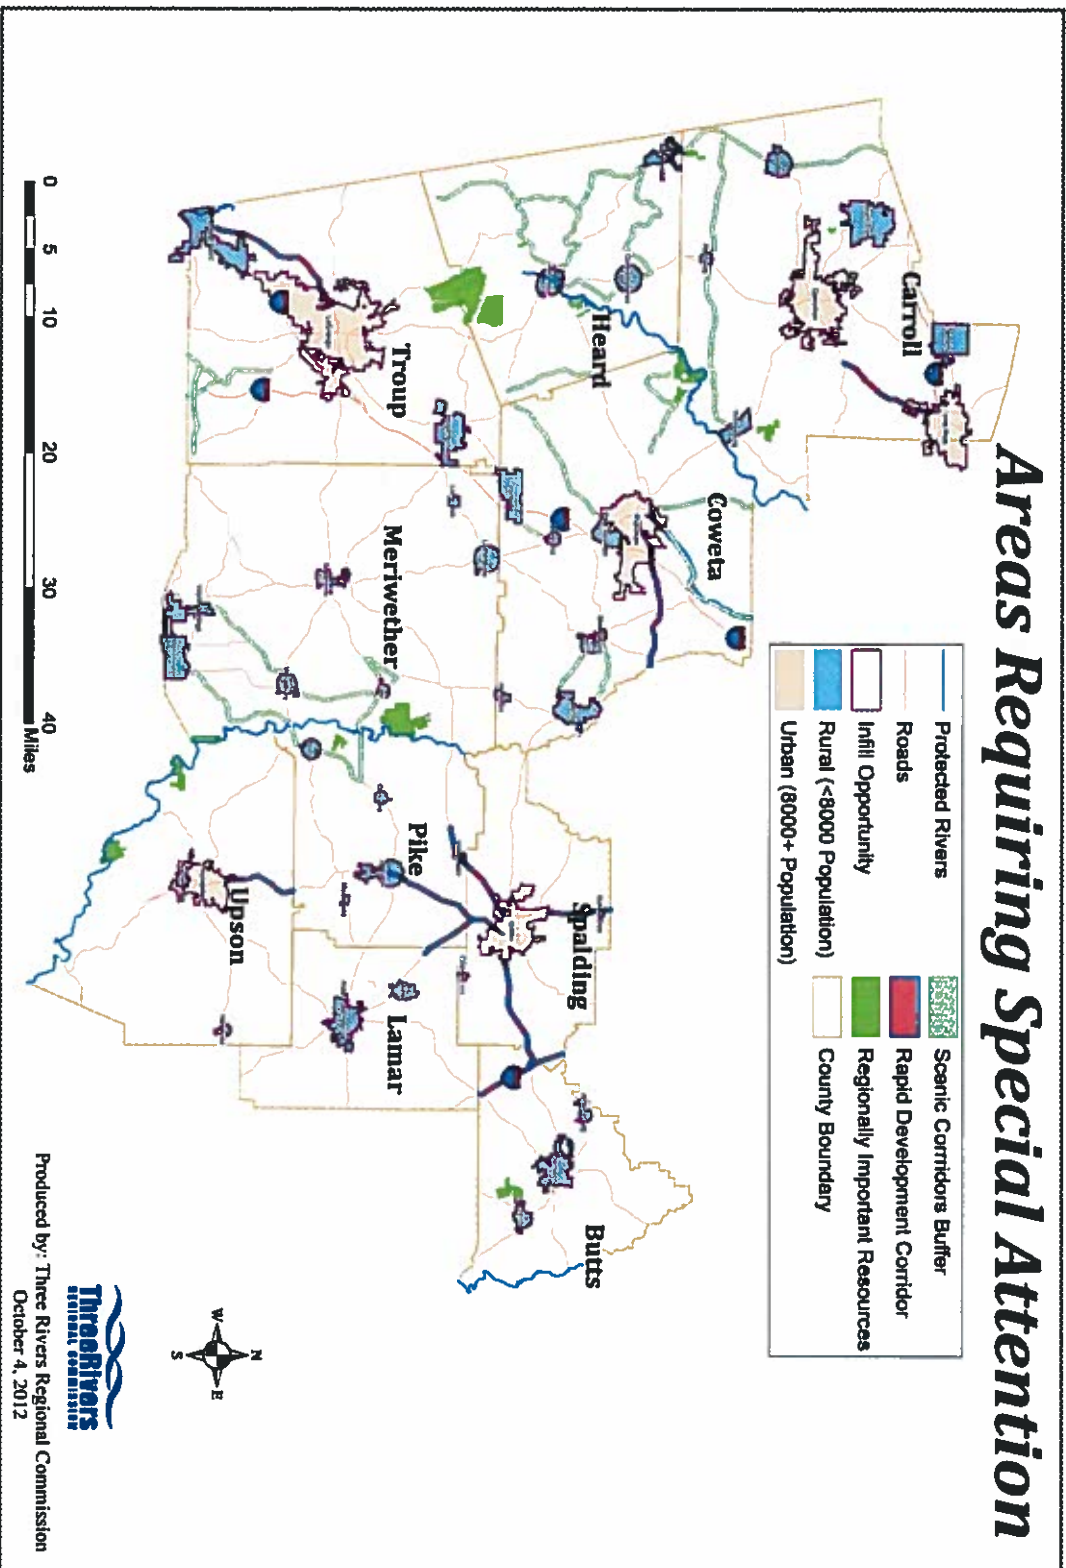 Areas Requiring Special Attention
Protected Rivers
Roads
Infill Opportunity
Rural (<8000 Population)
Urban (8000+ Population)
Scenic Corridors Buffer
Rapid Development Corridor
Regionally Important Resources
County Boundary
Carroll
Coweta
Heard
Spalding
Butts
Troup
Meriwether
Pike
Lamar
Upson
N
W
E
S
0 5 10 20 30 40
Miles
ThreeRivers
REGIONAL COMMISSION
Produced by: Three Rivers Regional Commission
October 4, 2012